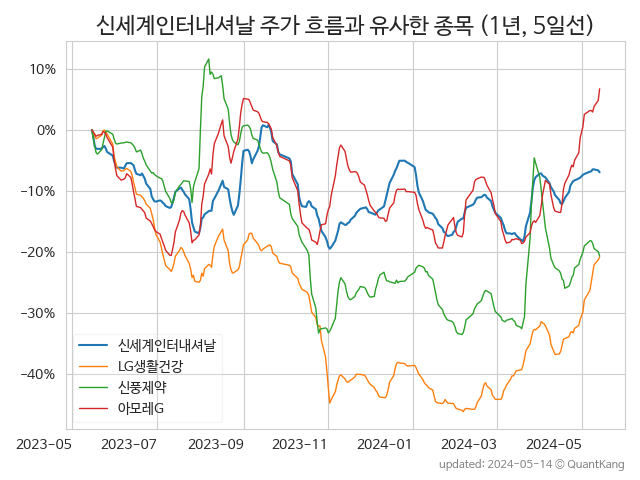 신세계인터내셔날 주가 흐름과 유사한 종목 (1년, 5일선)
10%
0%
−10%
−20%
−30%
−40%
신세계인터내셔날
LG생활건강
신풍제약
아모레G
2023-05
2023-07
2023-09
2023-11
2024-01
2024-03
2024-05
updated: 2024-05-14 © QuantKang